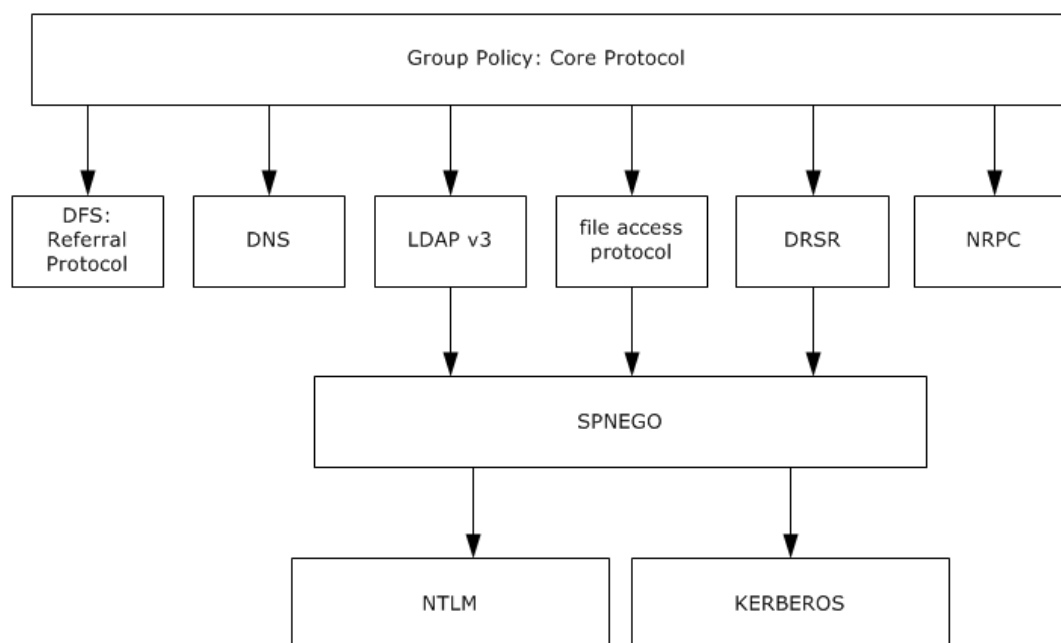 Group Policy: Core Protocol
DFS:
Referral
Protocol
DNS
LDAP v3
file access
protocol
DRSR
NRPC
SPNEGO
NTLM
KERBEROS